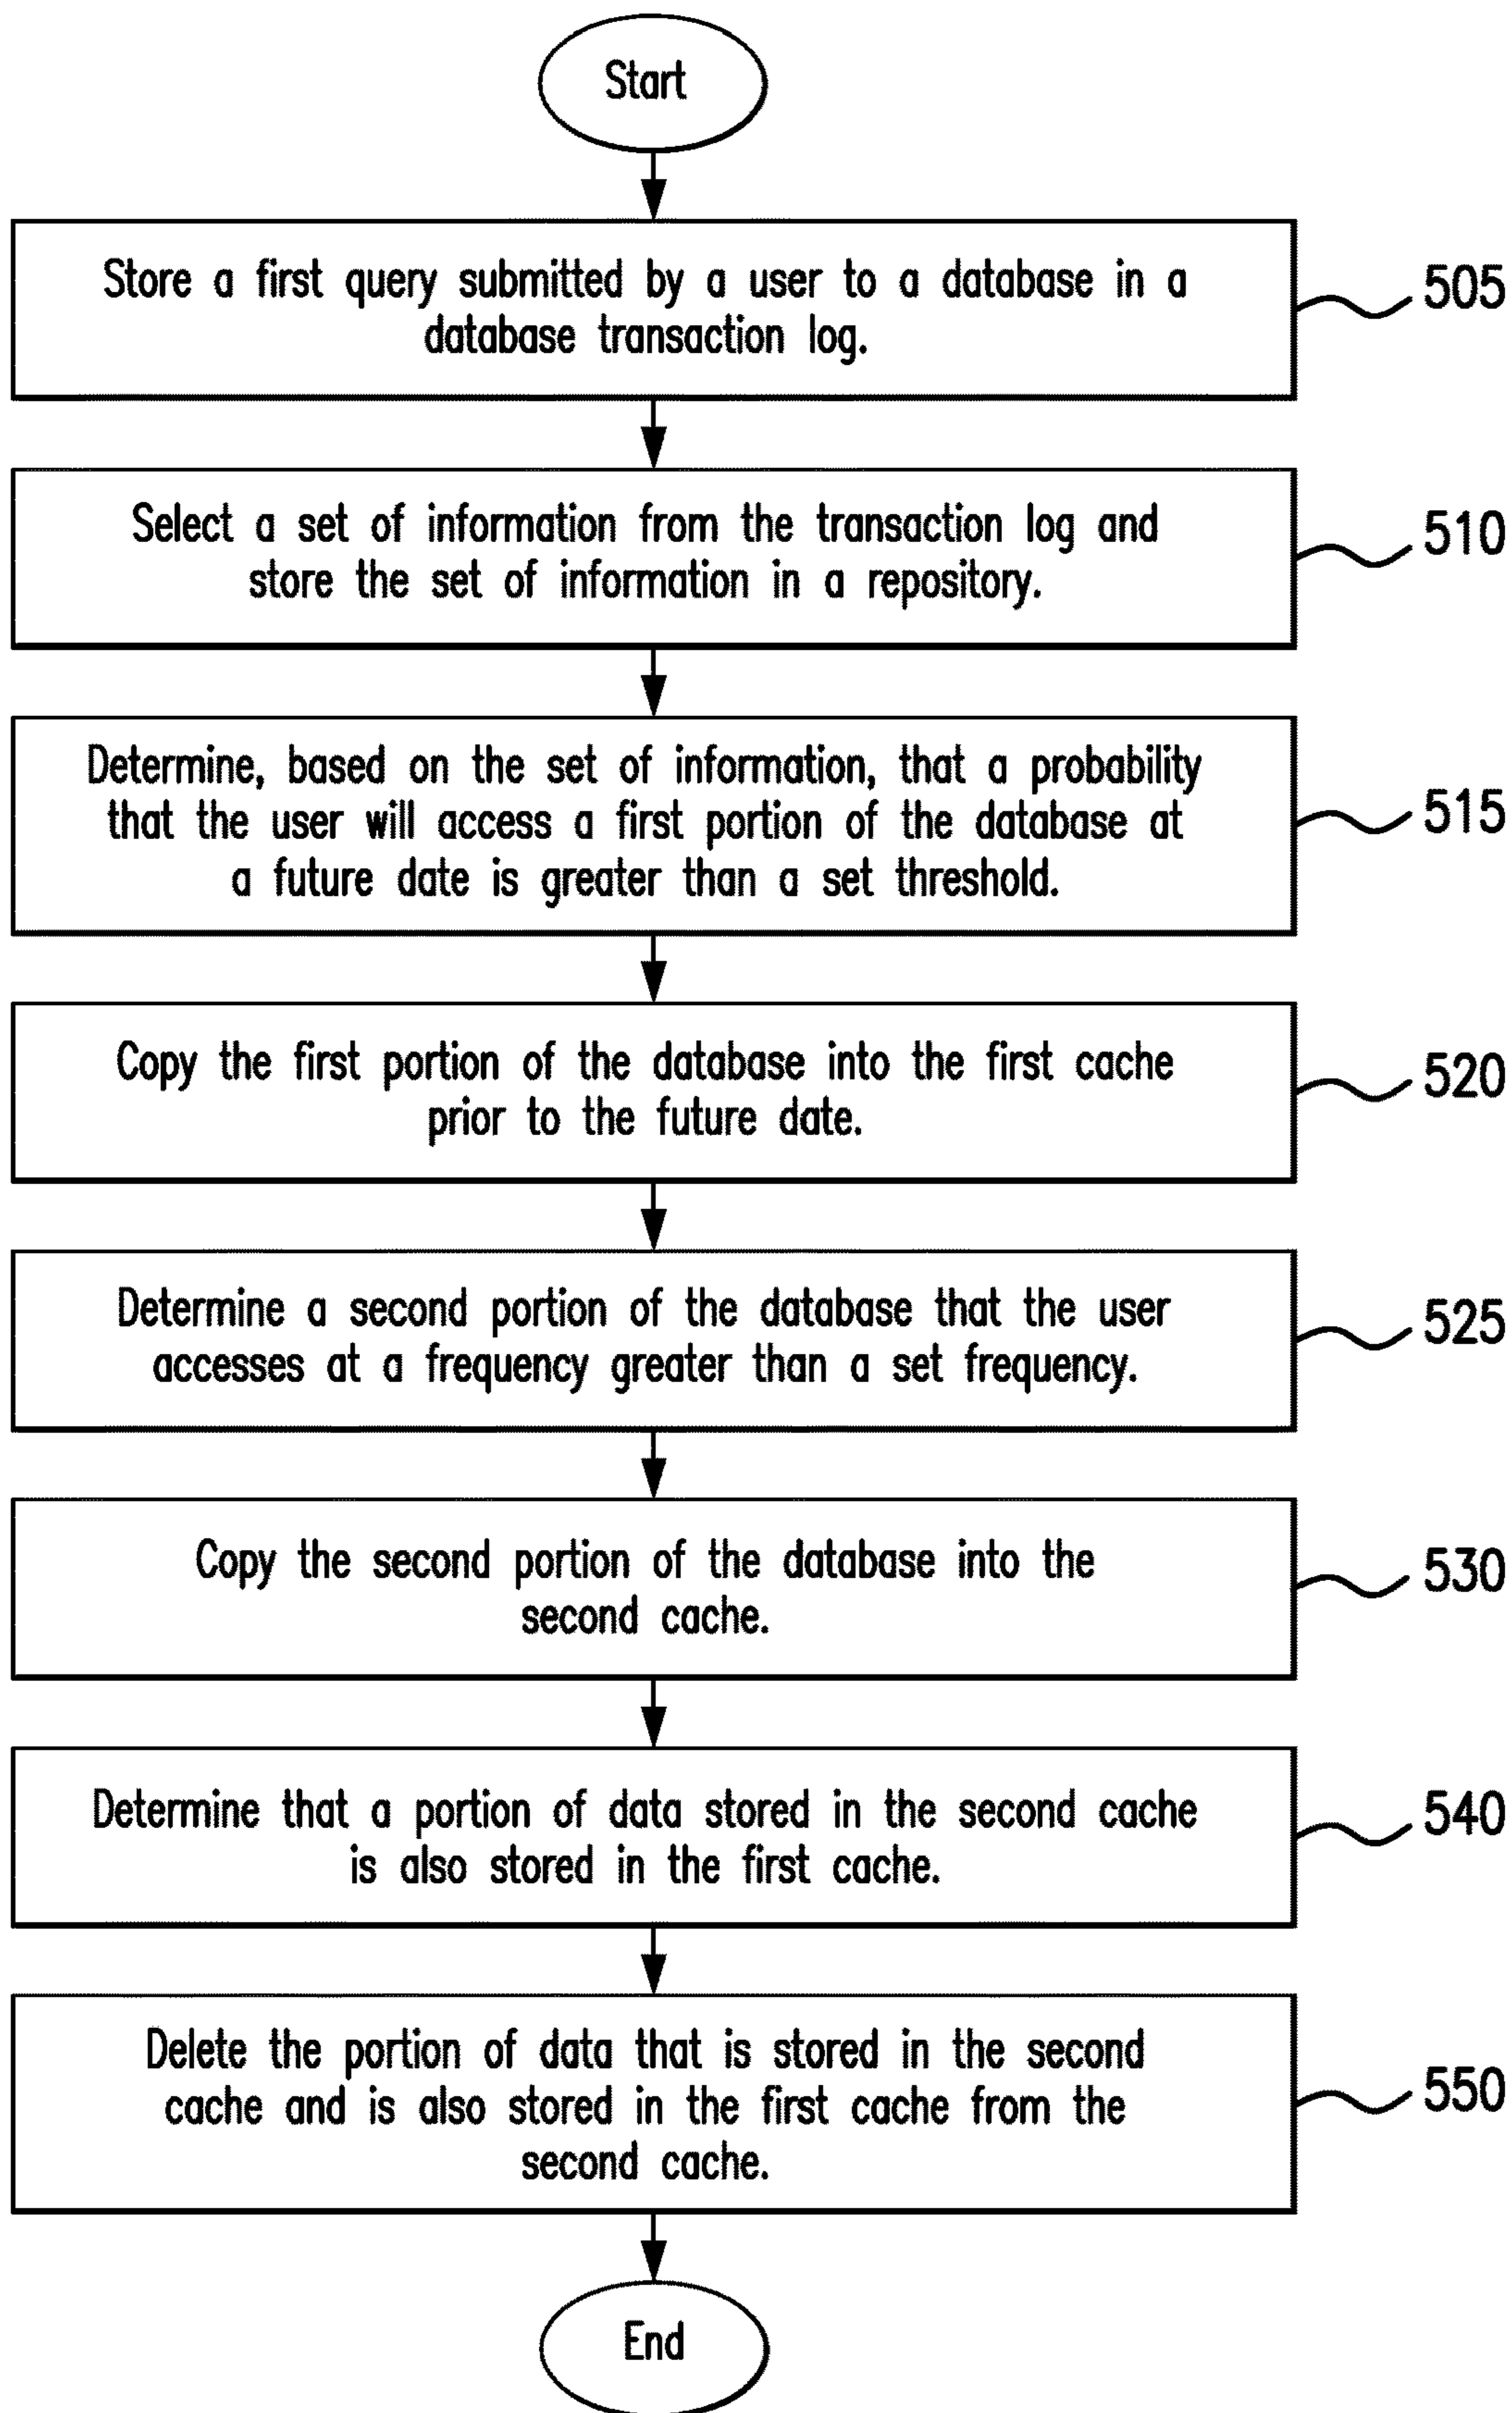 Start
Store a first query submitted by a user to a database in a
database transaction log.
505
Select a set of information from the transaction log and
store the set of information in a repository.
510
Determine, based on the set of information, that a probability
that the user will access a first portion of the database at
a future date is greater than a set threshold.
515
Copy the first portion of the database into the first cache
prior to the future date.
520
Determine a second portion of the database that the user
accesses at a frequency greater than a set frequency.
525
Copy the second portion of the database into the
second cache.
530
Determine that a portion of data stored in the second cache
is also stored in the first cache.
540
Delete the portion of data that is stored in the second
cache and is also stored in the first cache from the
second cache.
550
End